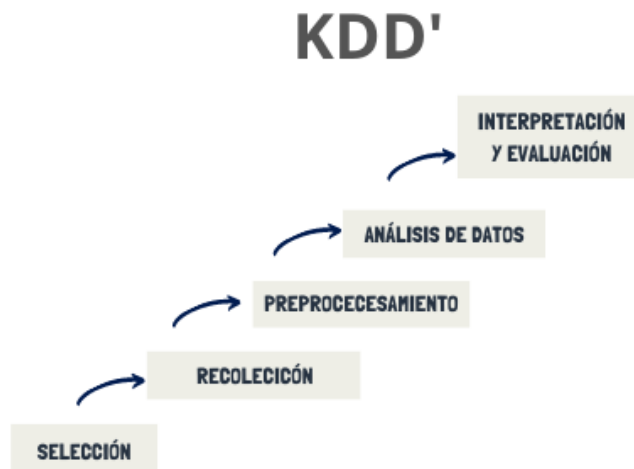 KDD'
INTERPRETACIÓN
Y EVALUACIÓN
ANÁLISIS DE DATOS
PREPROCECESAMIENTO
RECOLECICÓN
SELECCIÓN